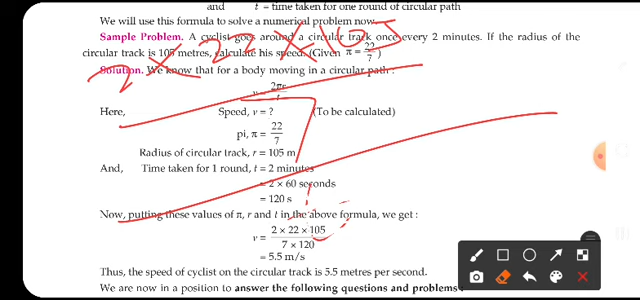 and t = time taken for one round of circular path
We will use this formula to solve a numerical problem now.
Sample Problem. A cyclist goes around a circular track once every 2 minutes. If the radius of the
circular track is 105 metres, calculate his speed. (Given π = 22/7)
2 × 22 × 105
Solution. We know that for a body moving in a circular path :
v = 2πr/t
Here, Speed, v = ? (To be calculated)
pi, π = 22/7
Radius of circular track, r = 105 m
And, Time taken for 1 round, t = 2 minutes
= 2 × 60 seconds
= 120 s
Now, putting these values of π, r and t in the above formula, we get :
v = 2 × 22 × 105 / 7 × 120
= 5.5 m/s
Thus, the speed of cyclist on the circular track is 5.5 metres per second.
We are now in a position to answer the following questions and problems :